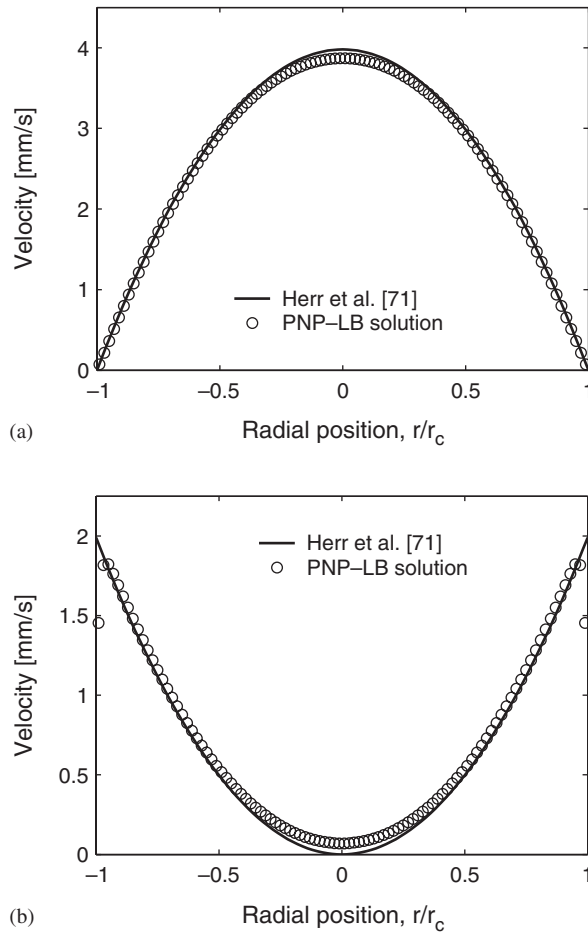 4
3
2
1
0
Velocity [mm/s]
Herr et al. [71]
PNP–LB solution
−1
−0.5
0
0.5
1
(a)
Radial position, r/rc
2
1.5
1
0.5
0
Velocity [mm/s]
Herr et al. [71]
PNP–LB solution
−1
−0.5
0
0.5
1
(b)
Radial position, r/rc